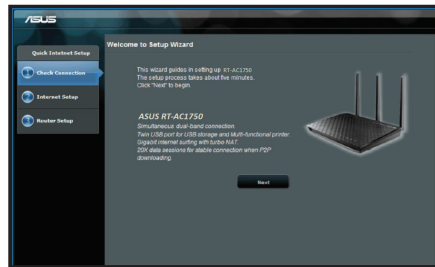 ASUS
Quick Intetnet Setup
Check Connection
Internet Setup
Router Setup
Welcome to Setup Wizard
This wizard guides in setting up RT-AC1750
The setup process takes about five minutes.
Click "Next" to begin.
ASUS RT-AC1750
Simultaneous dual-band connection.
Twin USB port for USB storage and Multi-functional printer.
Gigabit internet surfing with turbo NAT.
20X data sessions for stable connection when P2P
downloading.
Next